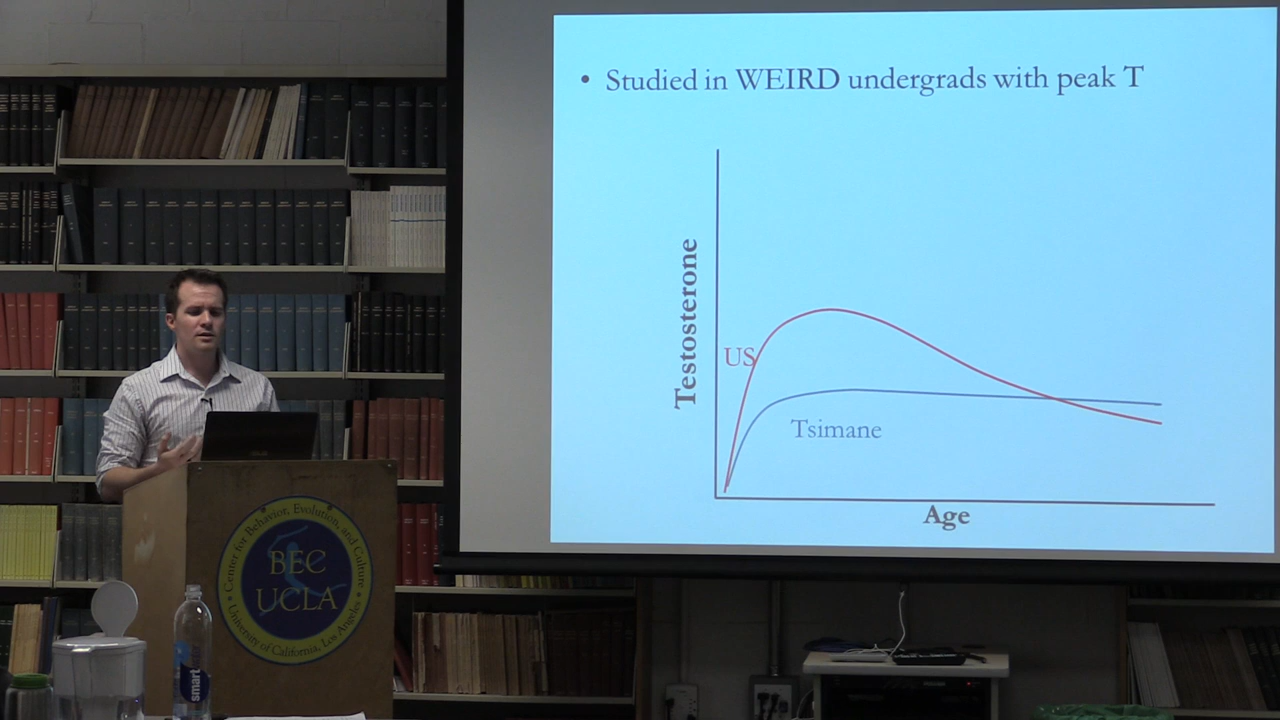 • Studied in WEIRD undergrads with peak T
Testosterone
US
Tsimane
Age
Center for Behavior, Evolution, and Culture
BEC
UCLA
University of California, Los Angeles
smart